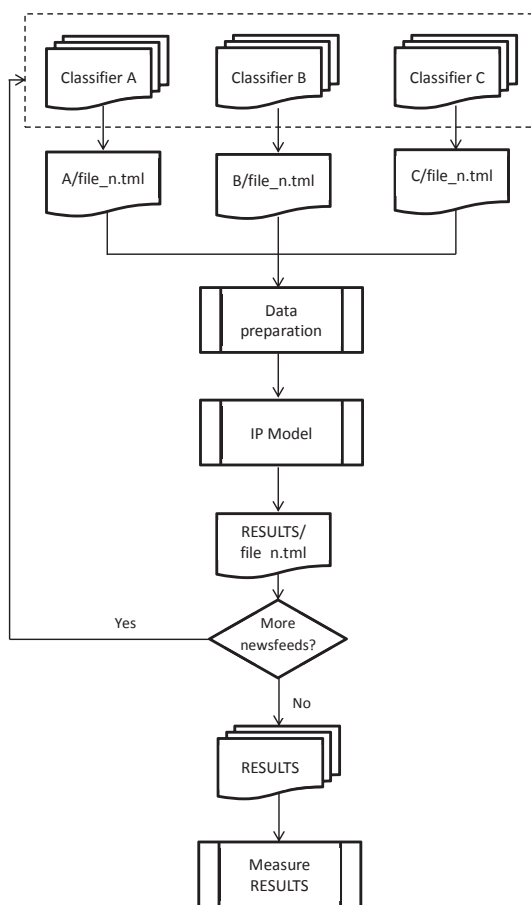 Classifier A
Classifier B
Classifier C
A/file_n.tml
B/file_n.tml
C/file_n.tml
Data
preparation
IP Model
RESULTS/
file_n.tml
More
newsfeeds?
Yes
No
RESULTS
Measure
RESULTS